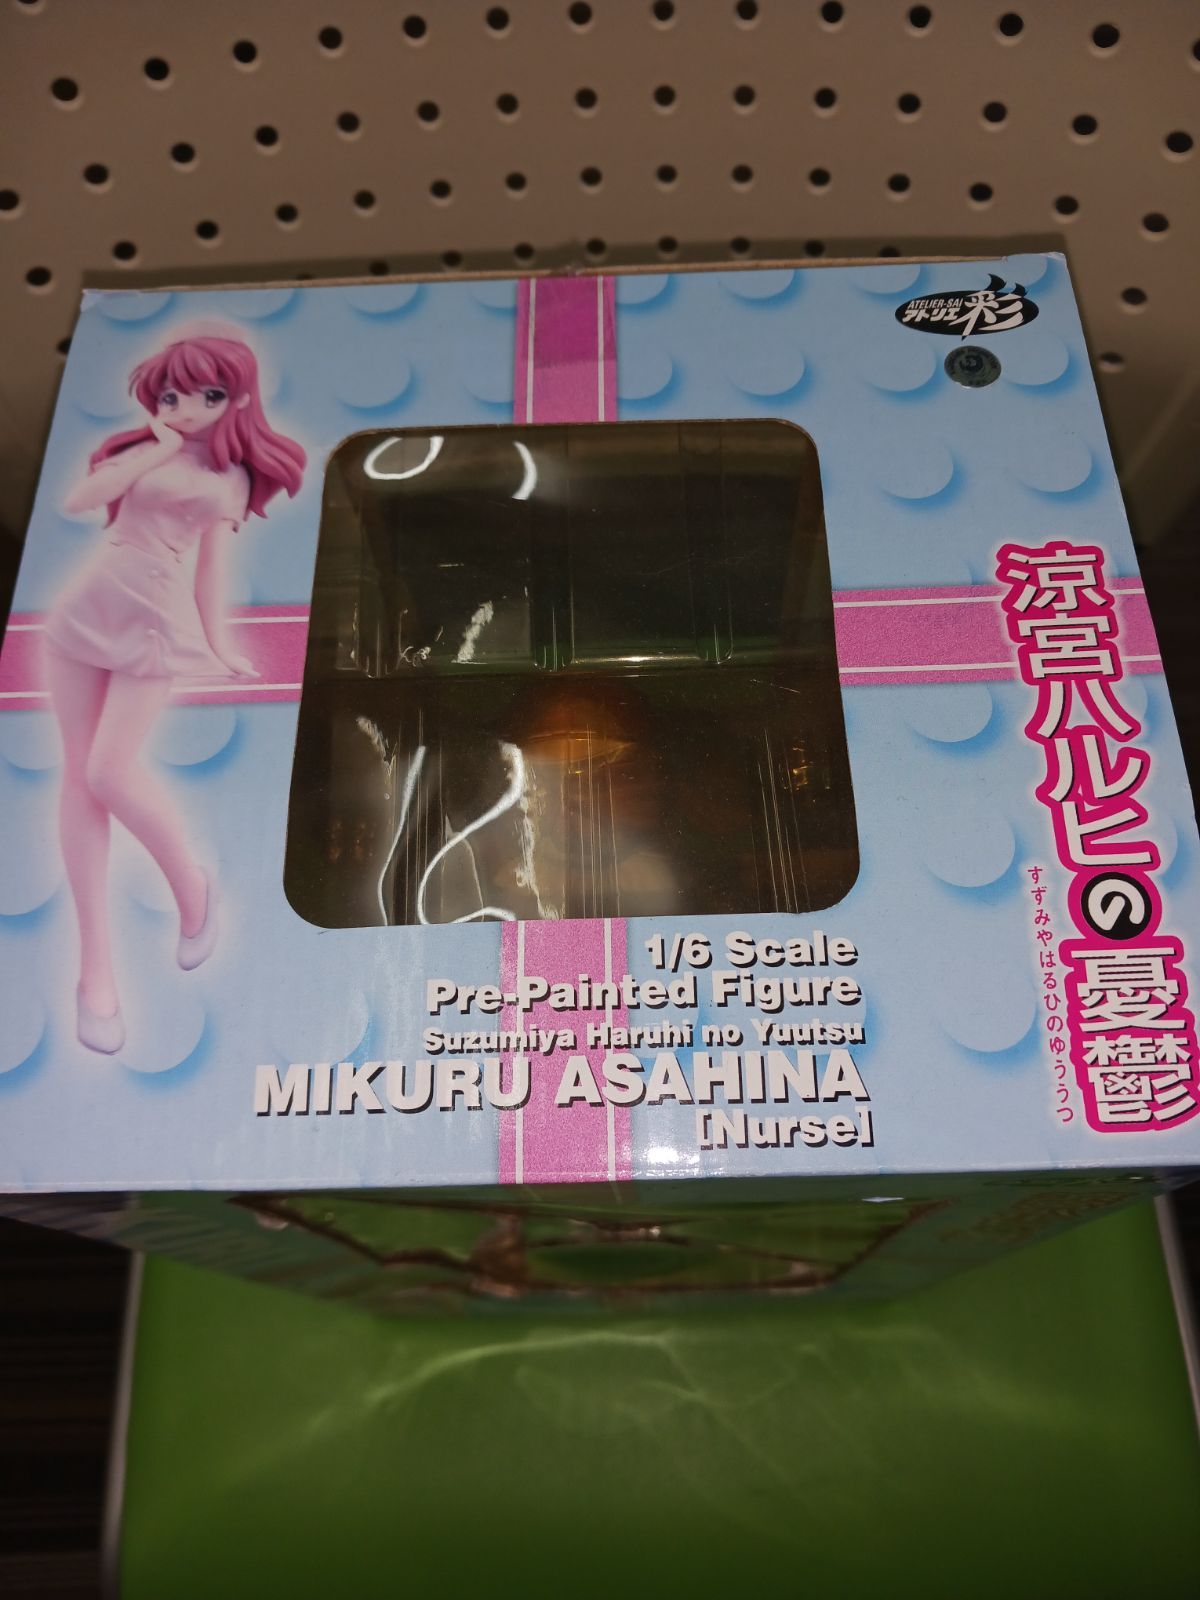 ATELIER-SAI
アトリエ彩
涼宮ハルヒの憂鬱
すずみやはるひのゆううつ
1/6 Scale
Pre-Painted Figure
Suzumiya Haruhi no Yuutsu
MIKURU ASAHINA
[Nurse]